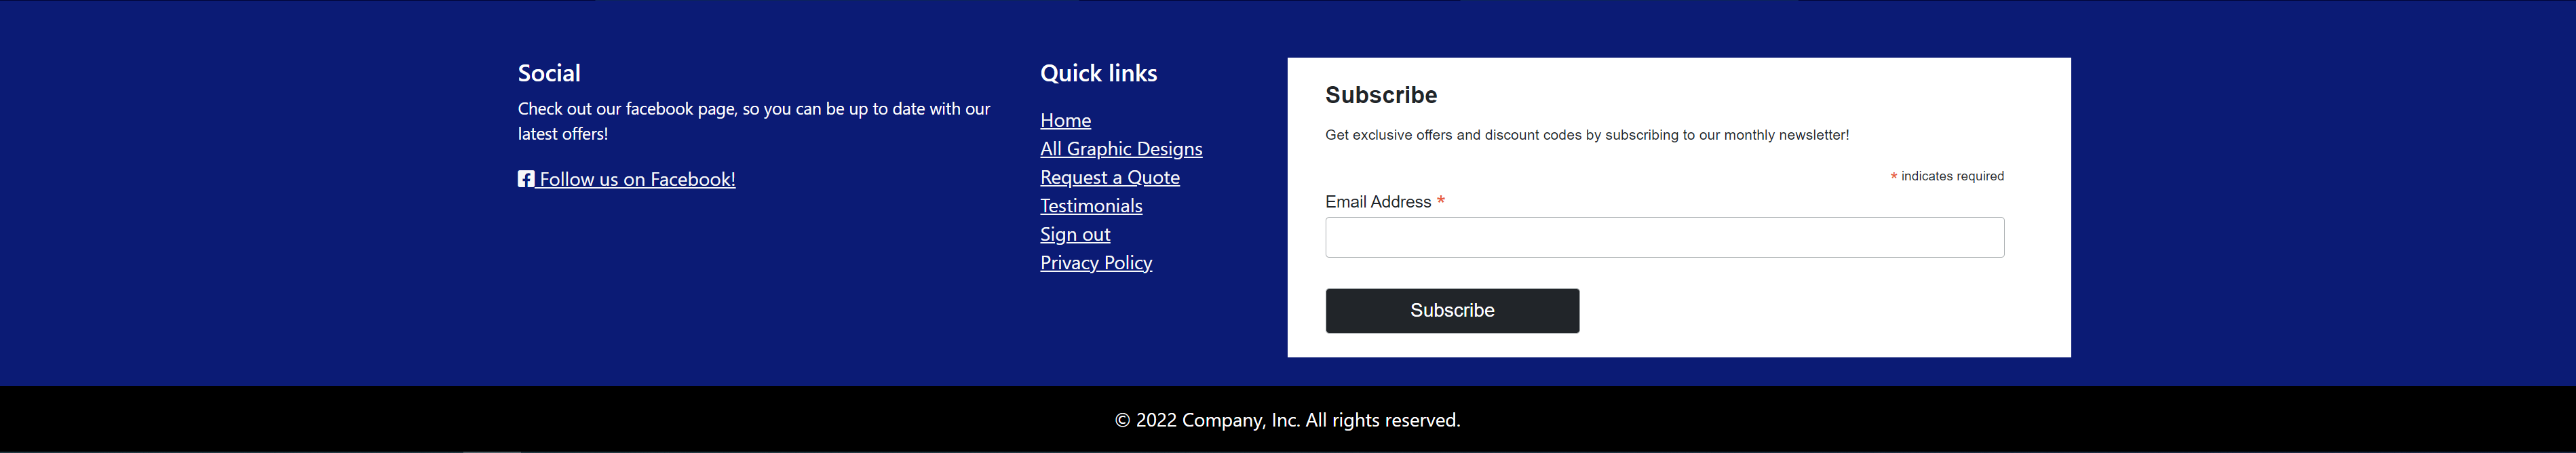 Social
Check out our facebook page, so you can be up to date with our
latest offers!
Follow us on Facebook!
Quick links
Home
All Graphic Designs
Request a Quote
Testimonials
Sign out
Privacy Policy
Subscribe
Get exclusive offers and discount codes by subscribing to our monthly newsletter!
* indicates required
Email Address *
Subscribe
© 2022 Company, Inc. All rights reserved.